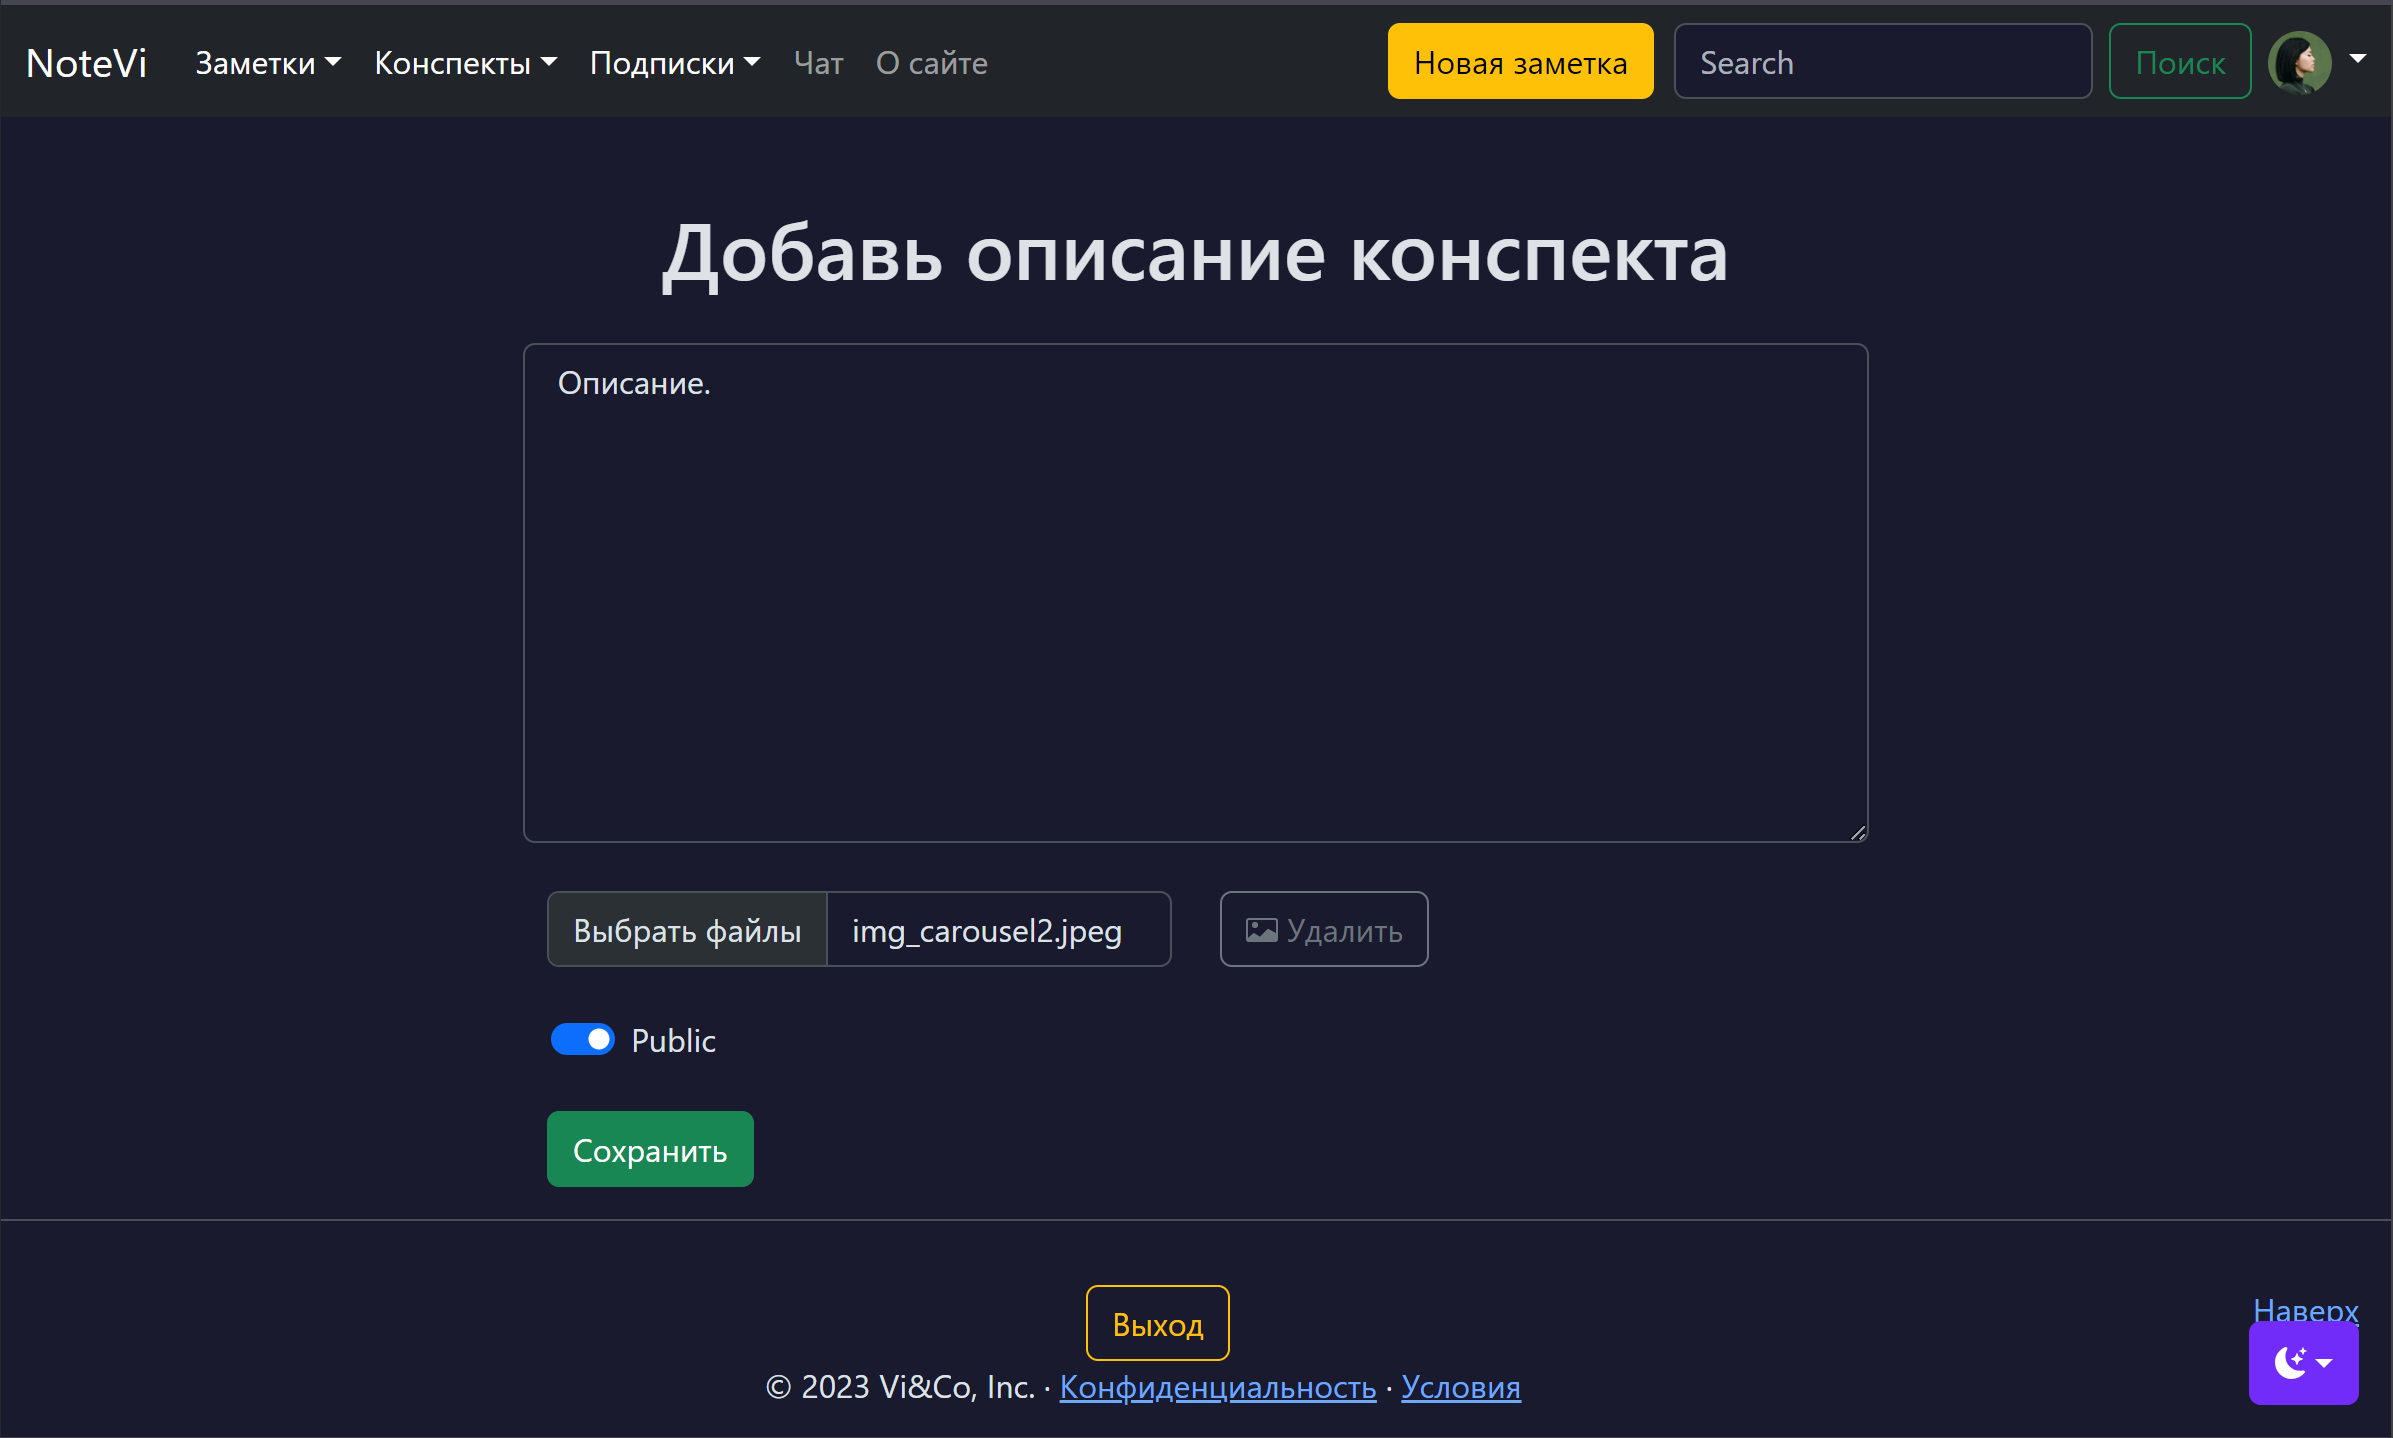 NoteVi Заметки Конспекты Подписки Чат О сайте Новая заметка Search Поиск
Добавь описание конспекта
Описание.
Выбрать файлы img_carousel2.jpeg Удалить
Public
Сохранить
Наверх
Выход
© 2023 Vi&Co, Inc. · Конфиденциальность · Условия